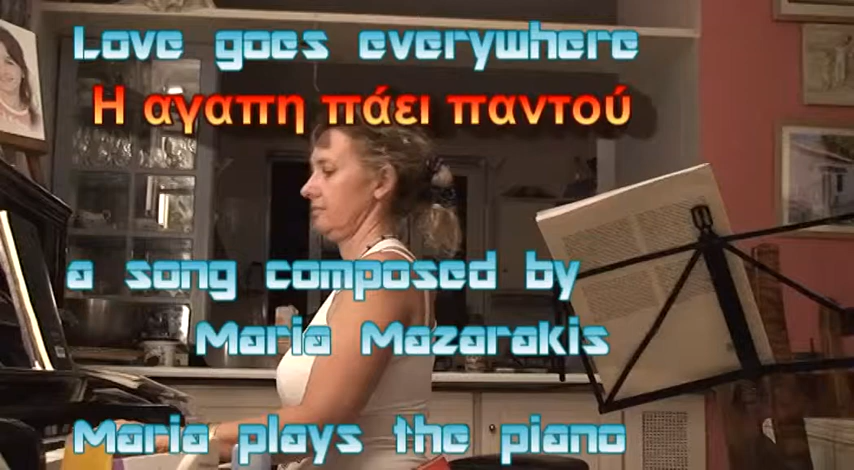 Love goes everywhere
Η αγαπη πάει παντού
a song composed by
Maria Mazarakis
Maria plays the piano